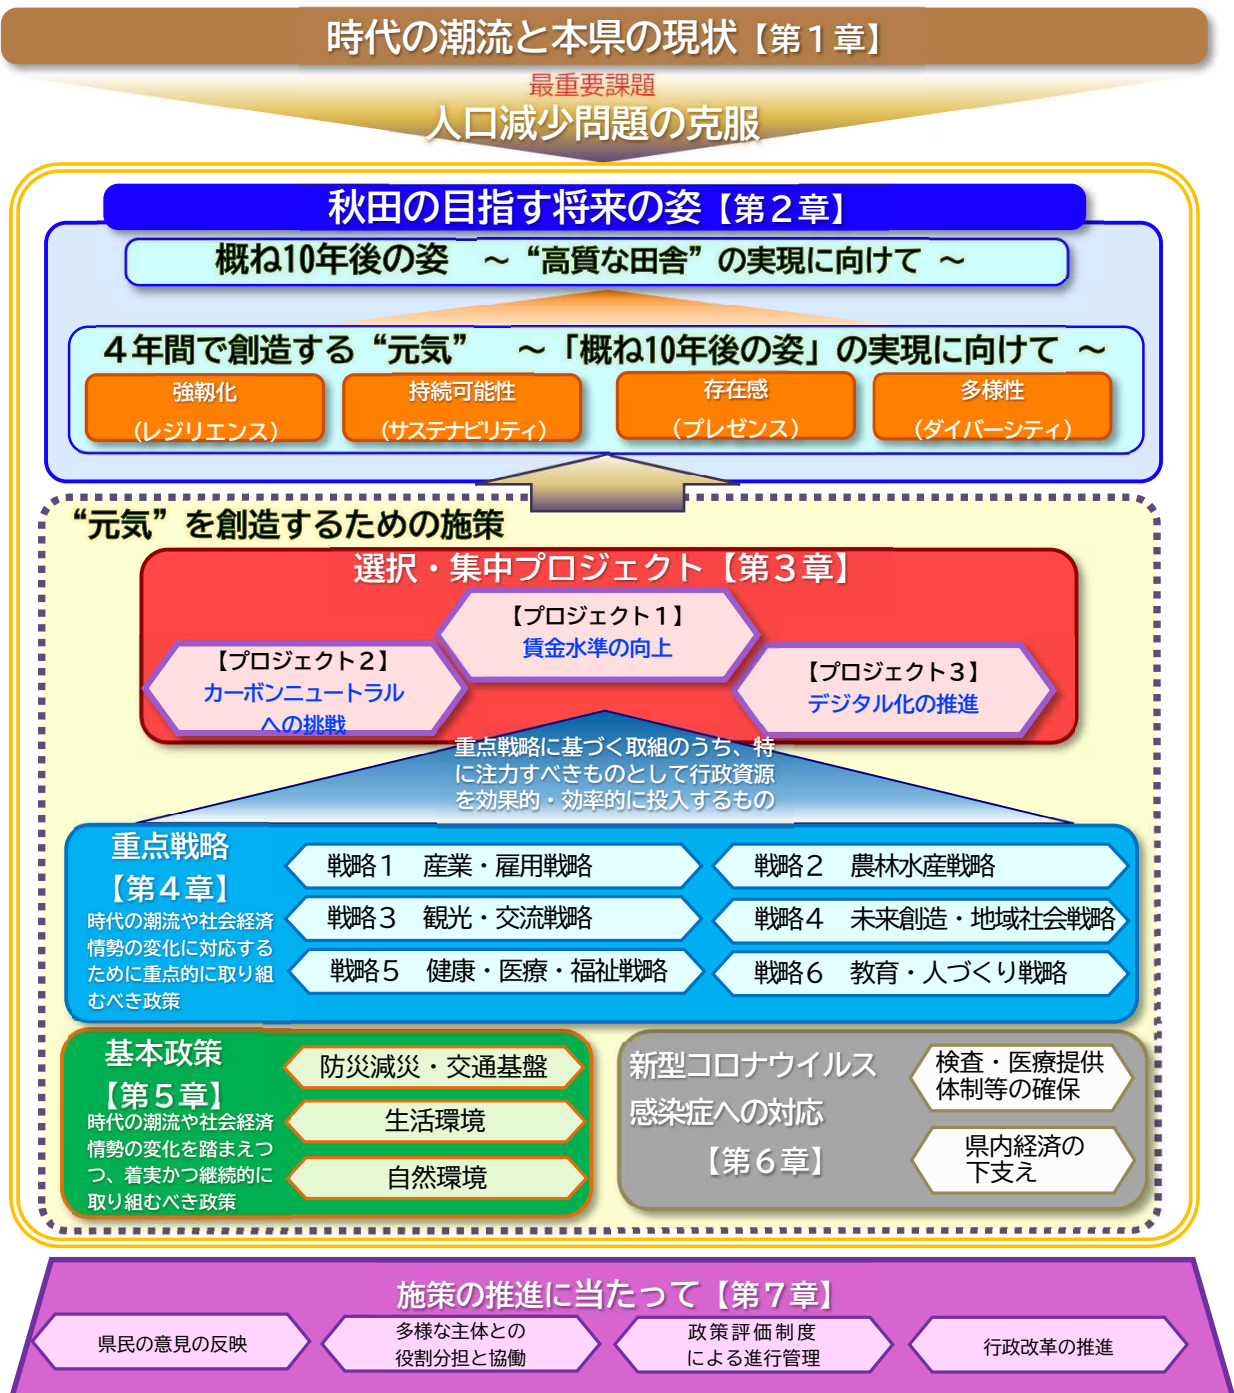 時代の潮流と本県の現状【第１章】
最重要課題
人口減少問題の克服
秋田の目指す将来の姿【第２章】
概ね10年後の姿　～“高質な田舎”の実現に向けて～
４年間で創造する“元気”　～「概ね10年後の姿」の実現に向けて～
強靱化
（レジリエンス）
持続可能性
（サステナビリティ）
存在感
（プレゼンス）
多様性
（ダイバーシティ）
“元気”を創造するための施策
選択・集中プロジェクト【第３章】
【プロジェクト１】
賃金水準の向上
【プロジェクト２】
カーボンニュートラル
への挑戦
【プロジェクト３】
デジタル化の推進
重点戦略に基づく取組のうち、特
に注力すべきものとして行政資源
を効果的・効率的に投入するもの
重点戦略
【第４章】
時代の潮流や社会経済
情勢の変化に対応する
ために重点的に取り組
むべき政策
戦略１　産業・雇用戦略
戦略２　農林水産戦略
戦略３　観光・交流戦略
戦略４　未来創造・地域社会戦略
戦略５　健康・医療・福祉戦略
戦略６　教育・人づくり戦略
基本政策
【第５章】
時代の潮流や社会経済
情勢の変化を踏まえつ
つ、着実かつ継続的に
取り組むべき政策
防災減災・交通基盤
生活環境
自然環境
新型コロナウイルス
感染症への対応
【第６章】
検査・医療提供
体制等の確保
県内経済の
下支え
施策の推進に当たって【第７章】
県民の意見の反映
多様な主体との
役割分担と協働
政策評価制度
による進行管理
行政改革の推進